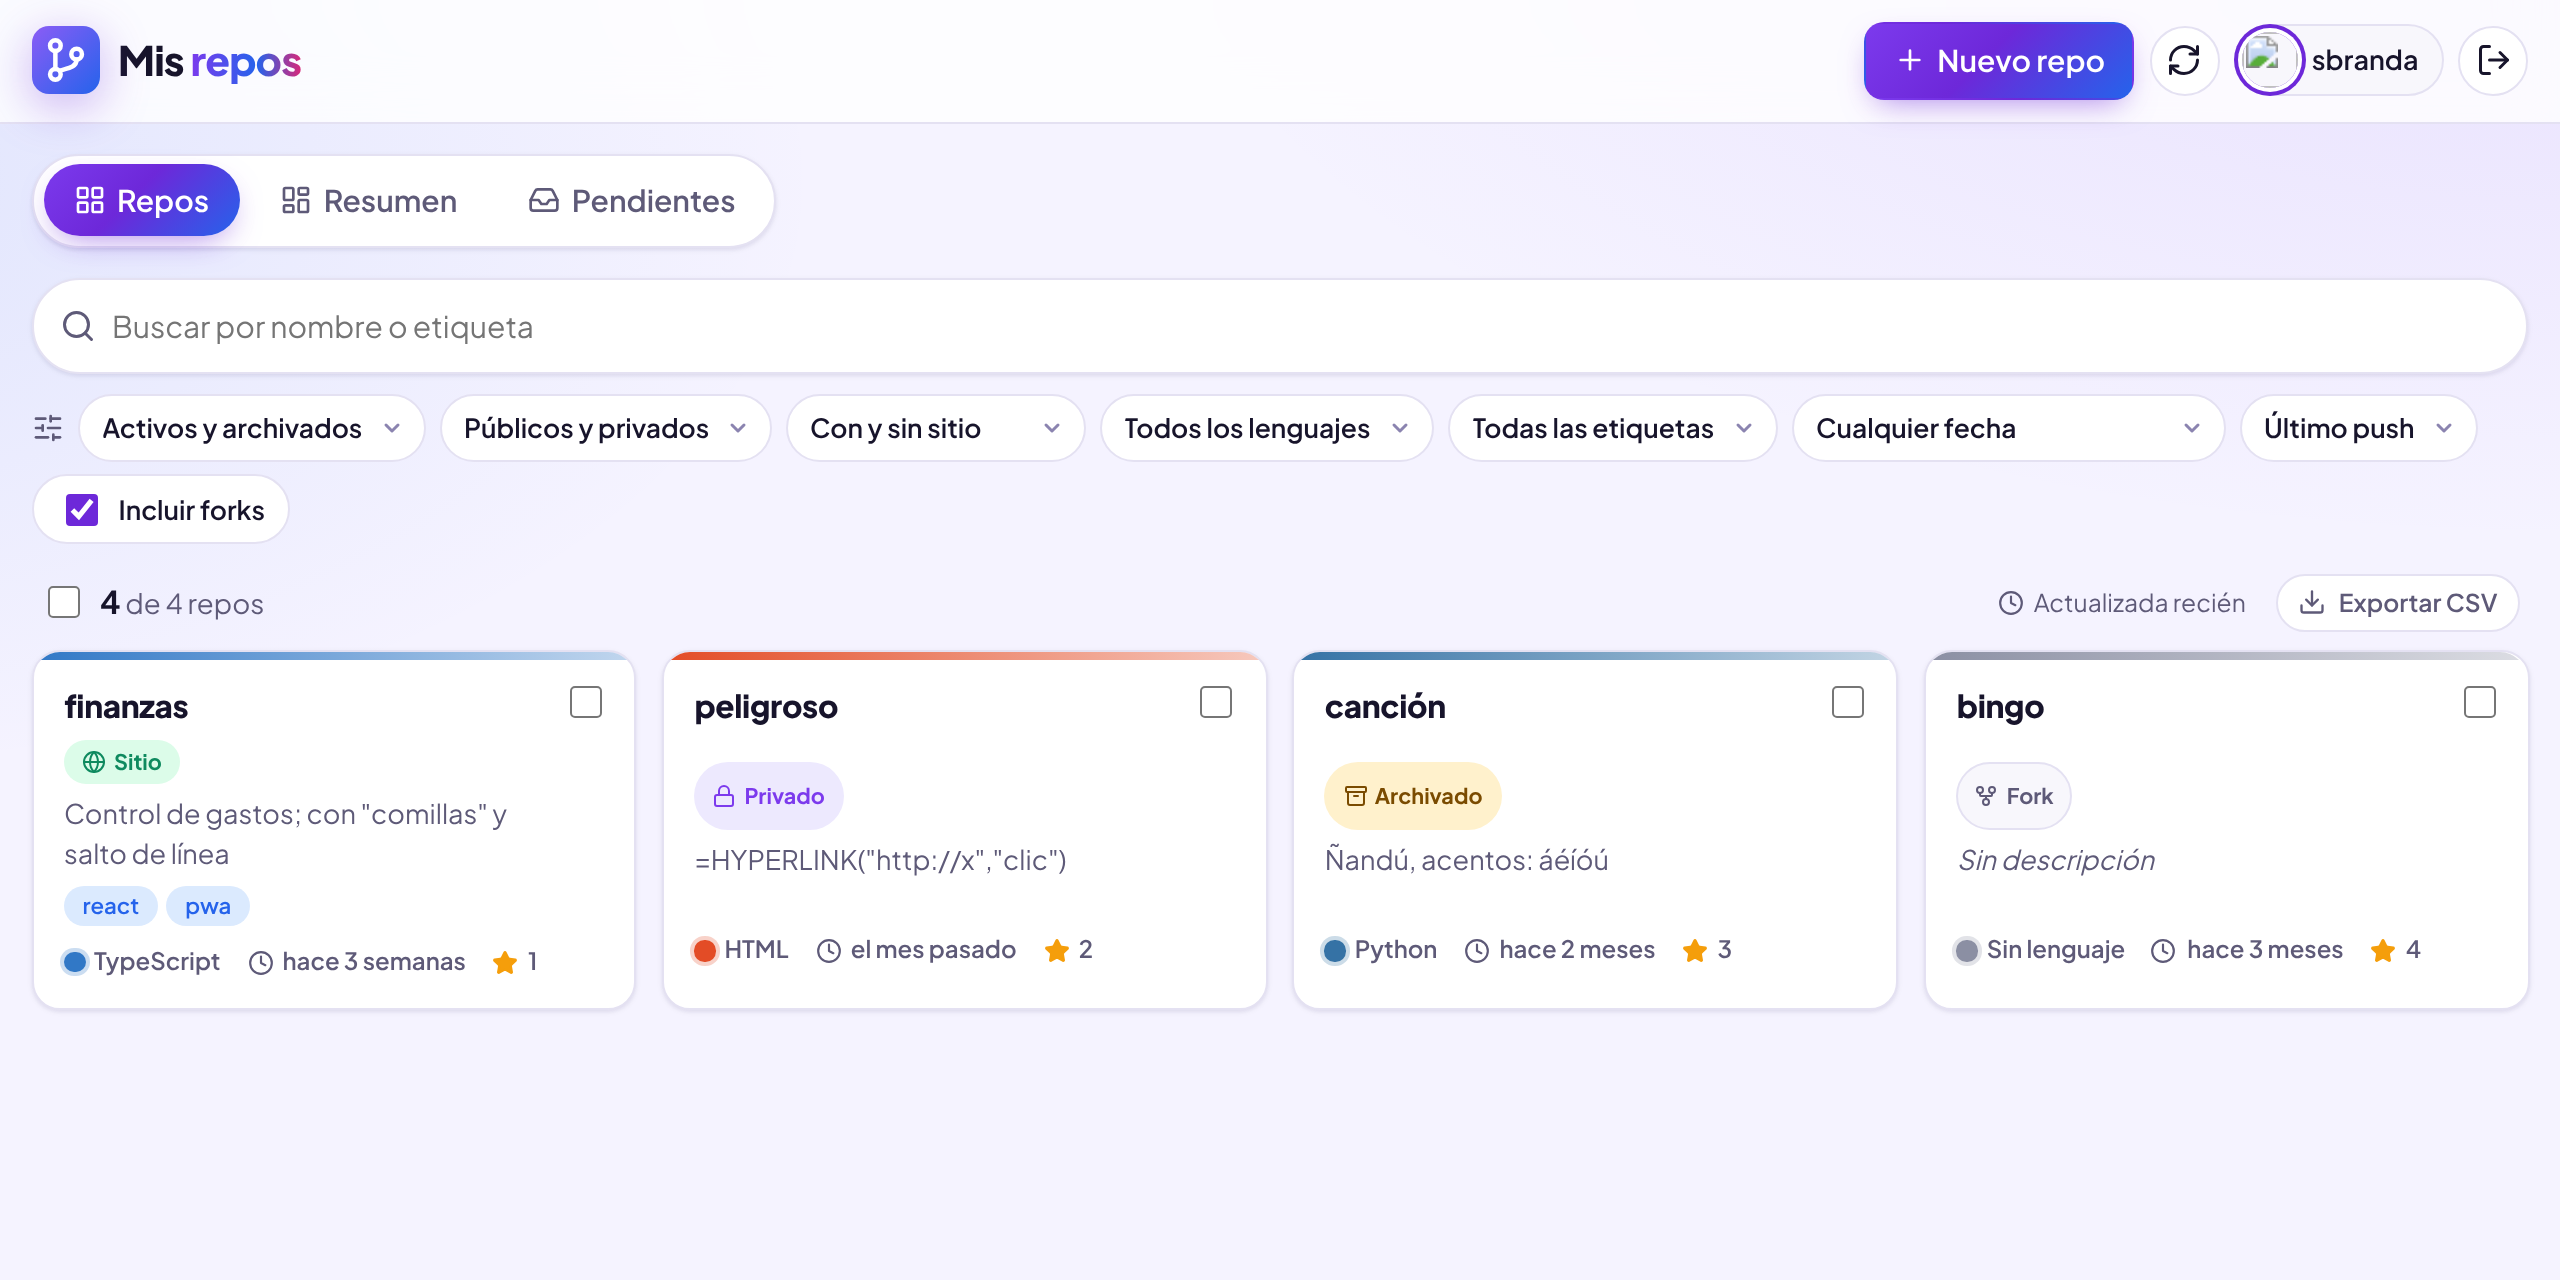 Mis repos
Nuevo repo
sbranda
Repos
Resumen
Pendientes
Buscar por nombre o etiqueta
Activos y archivados
Públicos y privados
Con y sin sitio
Todos los lenguajes
Todas las etiquetas
Cualquier fecha
Último push
Incluir forks
4 de 4 repos
Actualizada recién
Exportar CSV
finanzas
Sitio
Control de gastos; con "comillas" y
salto de línea
react
pwa
TypeScript
hace 3 semanas
1
peligroso
Privado
=HYPERLINK("http://x","clic")
HTML
el mes pasado
2
canción
Archivado
Ñandú, acentos: áéíóú
Python
hace 2 meses
3
bingo
Fork
Sin descripción
Sin lenguaje
hace 3 meses
4